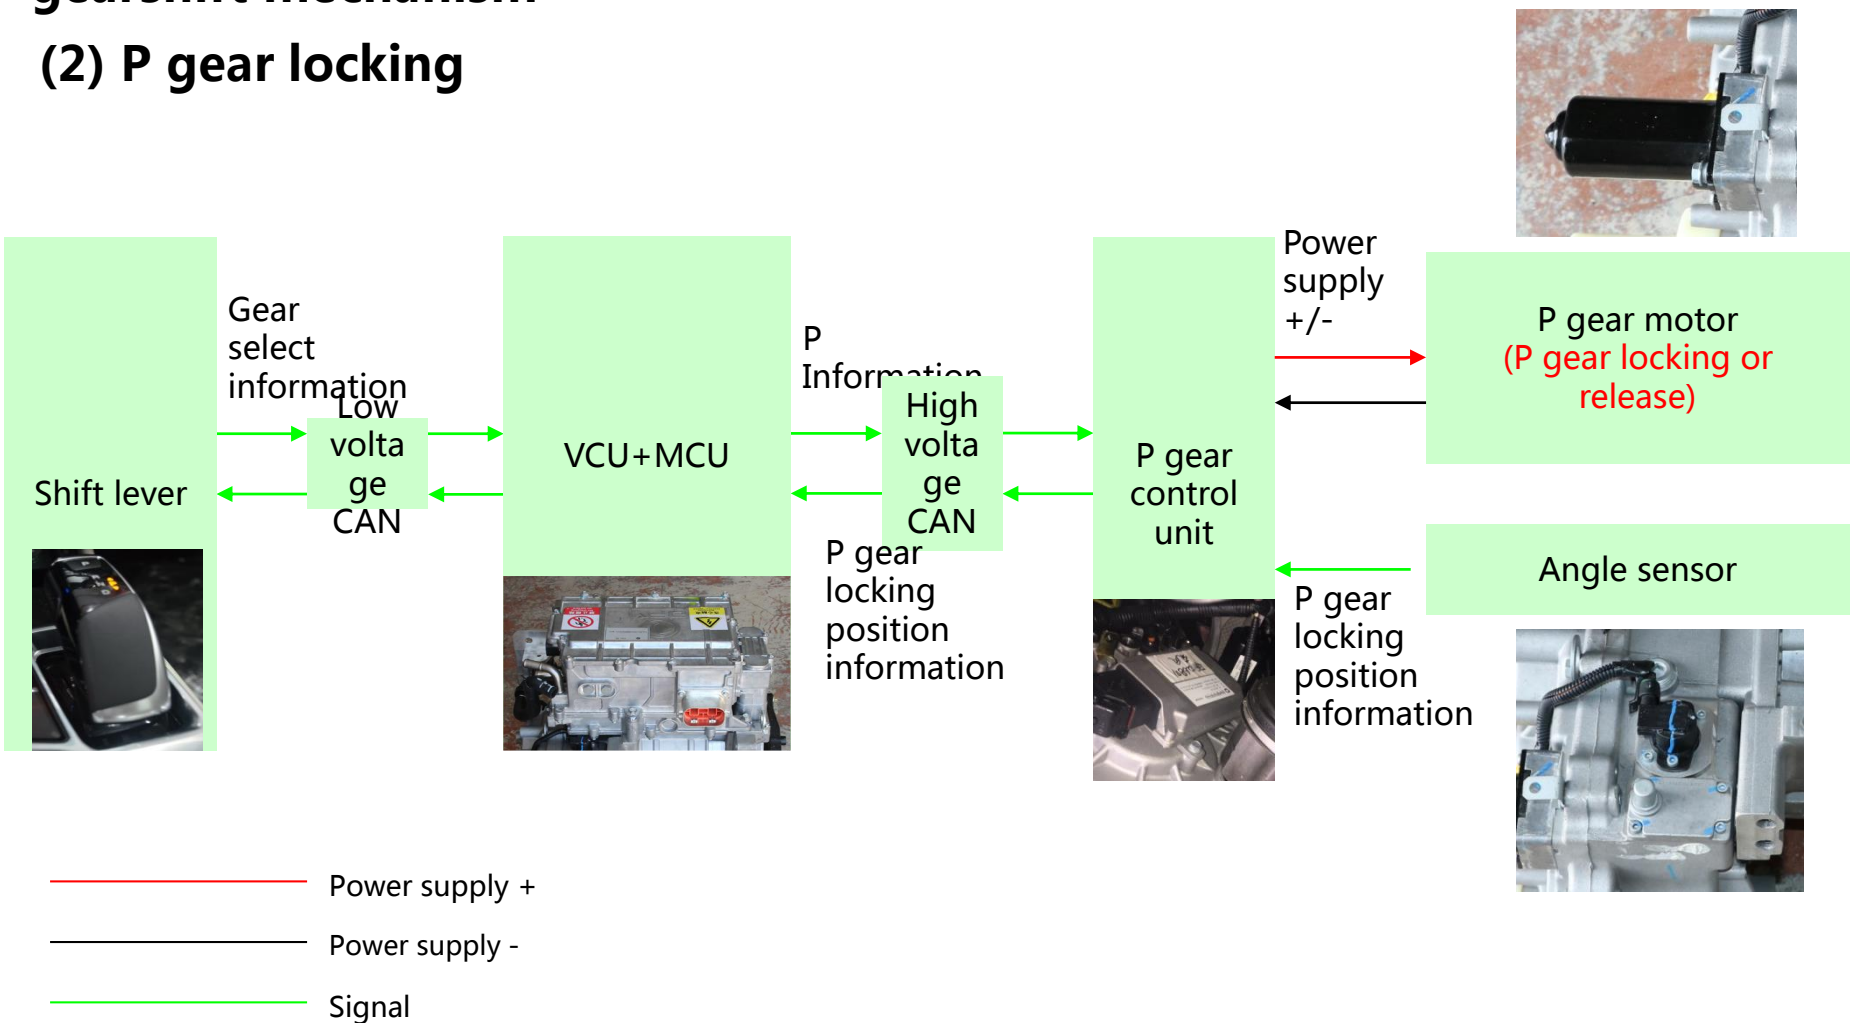 gearshift mechanism
(2) P gear locking
Gear
select
information
Low
volta
ge
CAN
Shift lever
VCU+MCU
P
Information
High
volta
ge
CAN
P gear
locking
position
information
P gear
control
unit
Power
supply
+/-
P gear motor
(P gear locking or
release)
Angle sensor
P gear
locking
position
information
Power supply +
Power supply -
Signal